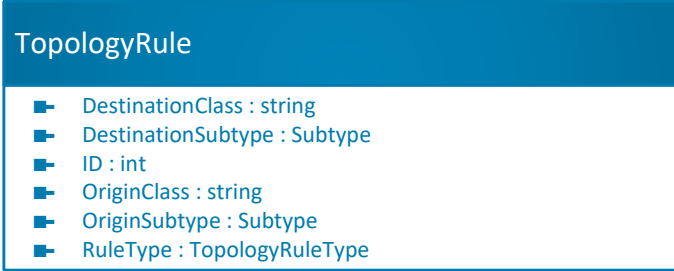 TopologyRule
DestinationClass : string
DestinationSubtype : Subtype
ID : int
OriginClass : string
OriginSubtype : Subtype
RuleType : TopologyRuleType